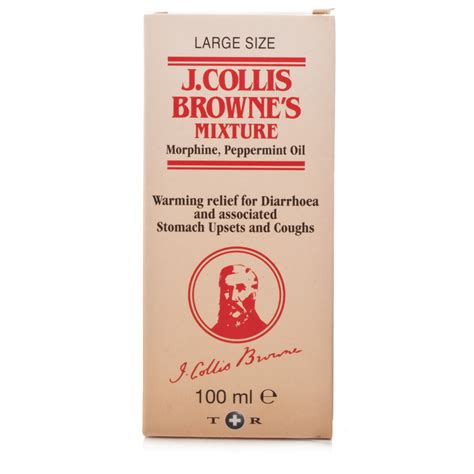 LARGE SIZE
J.COLLIS
BROWNE'S
MIXTURE
Morphine, Peppermint Oil
Warming relief for Diarrhoea
and associated
Stomach Upsets and Coughs
J. Collis Browne
100 ml ℮
T R